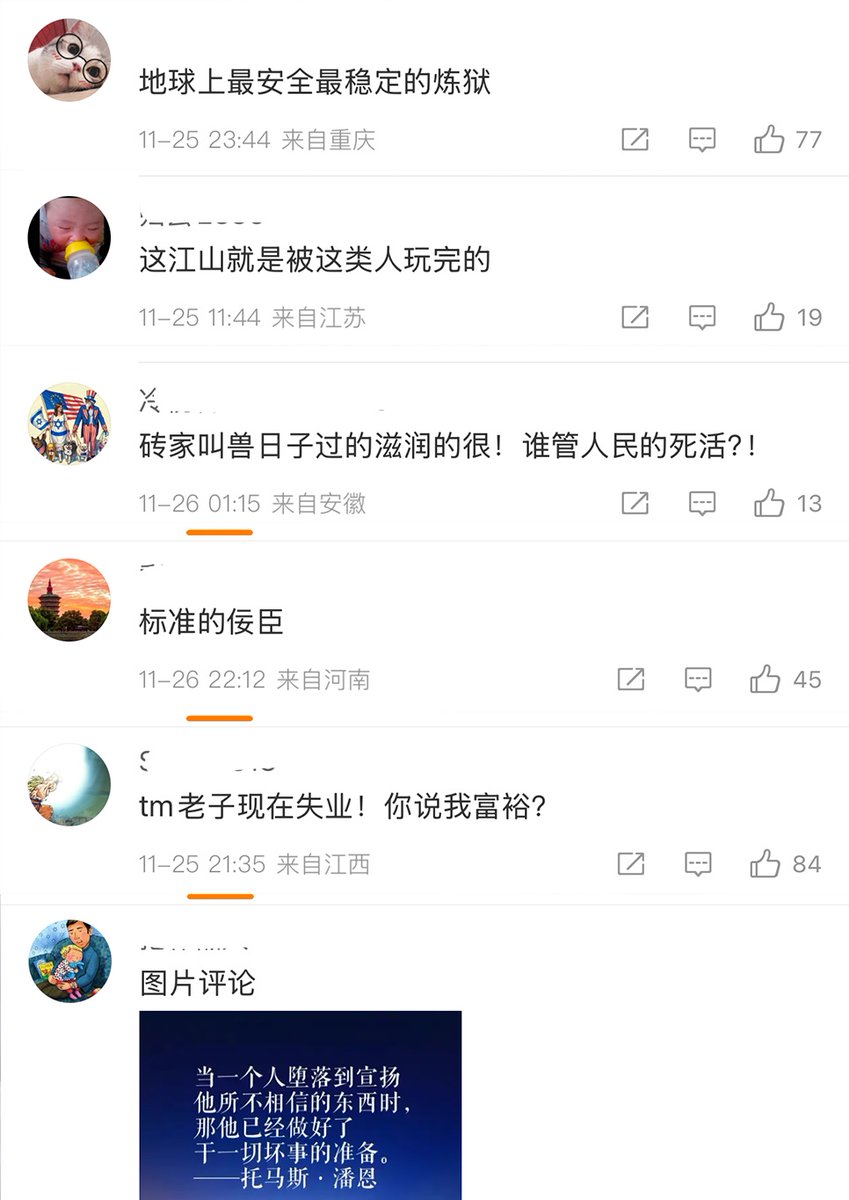 地球上最安全最稳定的炼狱
11-25 23:44 来自重庆
77
这江山就是被这类人玩完的
11-25 11:44 来自江苏
19
砖家叫兽日子过的滋润的很！谁管人民的死活?！
11-26 01:15 来自安徽
13
标准的佞臣
11-26 22:12 来自河南
45
tm老子现在失业！你说我富裕?
11-25 21:35 来自江西
84
图片评论
当一个人堕落到宣扬
他所不相信的东西时，
那他已经做好了
干一切坏事的准备。
——托马斯·潘恩